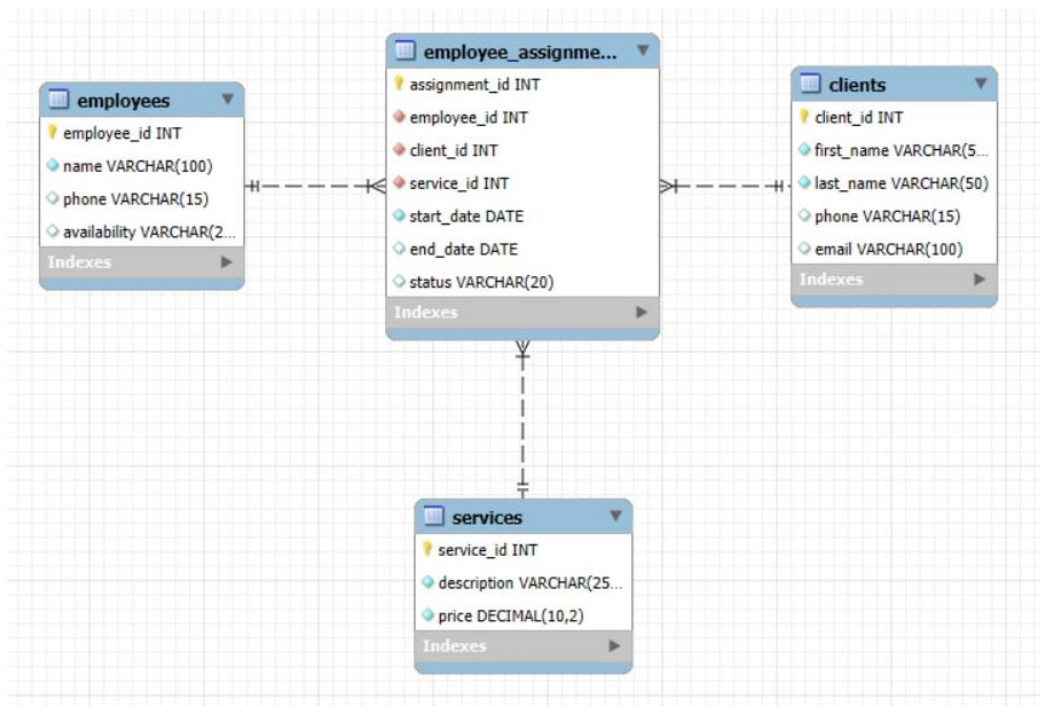 employees
employee_id INT
name VARCHAR(100)
phone VARCHAR(15)
availability VARCHAR(2...
Indexes
employee_assignme...
assignment_id INT
employee_id INT
client_id INT
service_id INT
start_date DATE
end_date DATE
status VARCHAR(20)
Indexes
clients
client_id INT
first_name VARCHAR(5...
last_name VARCHAR(50)
phone VARCHAR(15)
email VARCHAR(100)
Indexes
services
service_id INT
description VARCHAR(25...
price DECIMAL(10,2)
Indexes